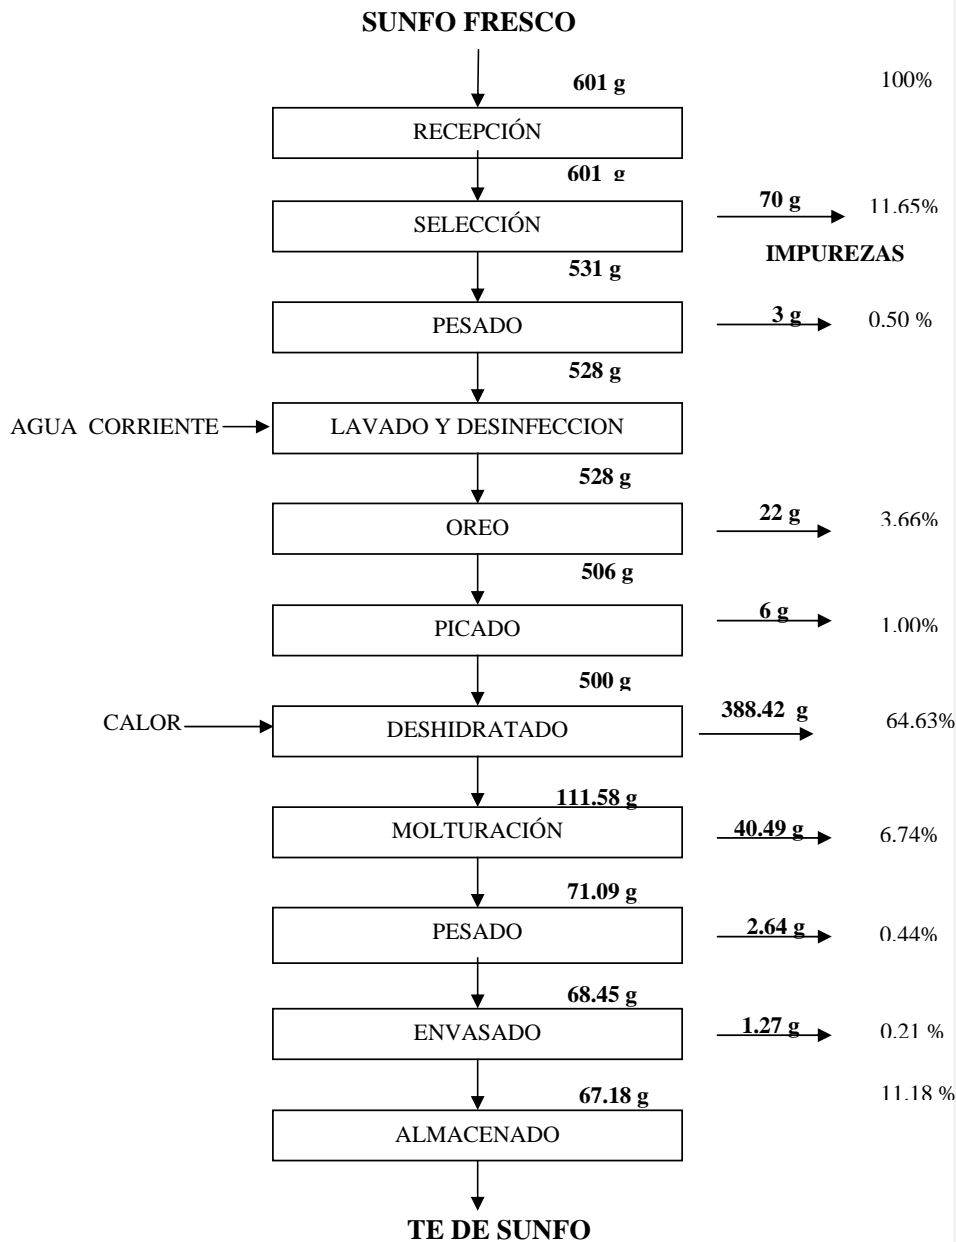 SUNFO FRESCO
601 g 100%
RECEPCIÓN
601 g
70 g 11.65%
SELECCIÓN
IMPUREZAS
531 g
PESADO 3 g 0.50 %
528 g
AGUA CORRIENTE LAVADO Y DESINFECCION
528 g
OREO 22 g 3.66%
506 g
PICADO 6 g 1.00%
500 g
CALOR DESHIDRATADO 388.42 g 64.63%
111.58 g
MOLTURACIÓN 40.49 g 6.74%
71.09 g
PESADO 2.64 g 0.44%
68.45 g
ENVASADO 1.27 g 0.21 %
67.18 g 11.18 %
ALMACENADO
TE DE SUNFO